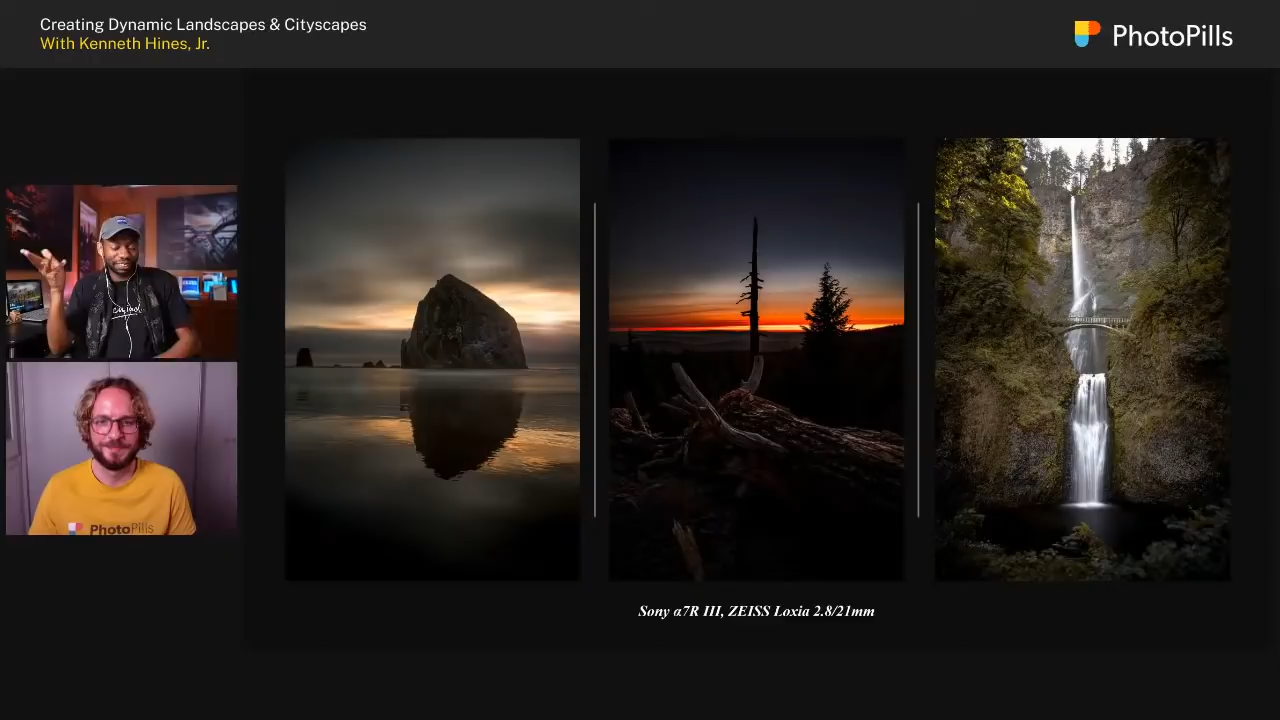 Creating Dynamic Landscapes & Cityscapes
With Kenneth Hines, Jr.
PhotoPills
PhotoPills
Sony α7R III, ZEISS Loxia 2.8/21mm